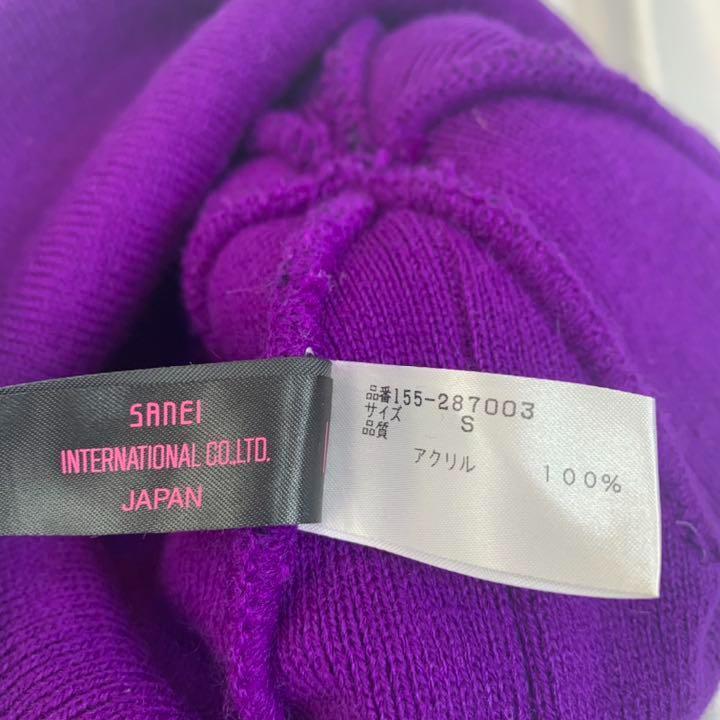 SANEI
INTERNATIONAL CO.,LTD.
JAPAN
品番155-287003
サイズ S
品質
アクリル 100%